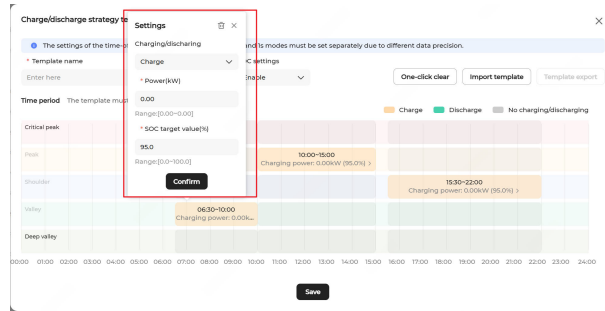 Charge/discharge strategy te
Settings
The settings of the time-o
and 1s modes must be set separately due to different data precision.
* Template name
Charging/discharing
OC settings
Enter here
Charge
Enable
One-click clear
Import template
Template export
* Power(kW)
Time period The template must
0.00
Charge
Discharge
No charging/discharging
Range:[0.00~0.00]
Critical peak
* SOC target value(%)
95.0
Peak
10:00~15:00
Charging power: 0.00kW (95.0%) >
Range:[0.0~100.0]
Shoulder
Confirm
15:30~22:00
Charging power: 0.00kW (95.0%) >
Valley
06:30~10:00
Charging power: 0.00k...
Deep valley
00:00 01:00 02:00 03:00 04:00 05:00 06:00 07:00 08:00 09:00 10:00 11:00 12:00 13:00 14:00 15:00 16:00 17:00 18:00 19:00 20:00 21:00 22:00 23:00 24:00
Save